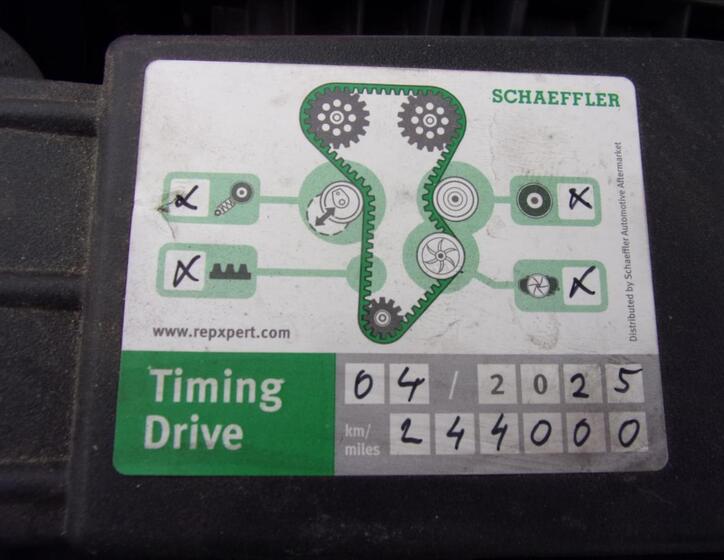 SCHAEFFLER
x
x
x
x
Distributed by Schaeffler Automotive Aftermarket
www.repxpert.com
Timing
Drive
04 / 2025
km/
miles
244000